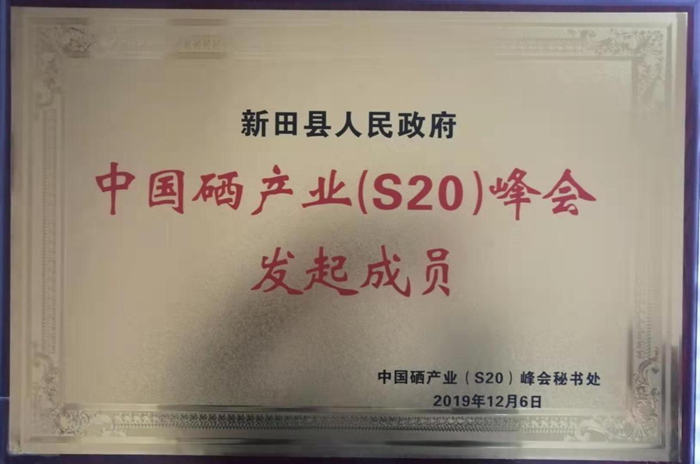 新田县人民政府
中国硒产业(S20)峰会
发起成员
中国硒产业（S20）峰会秘书处
2019年12月6日